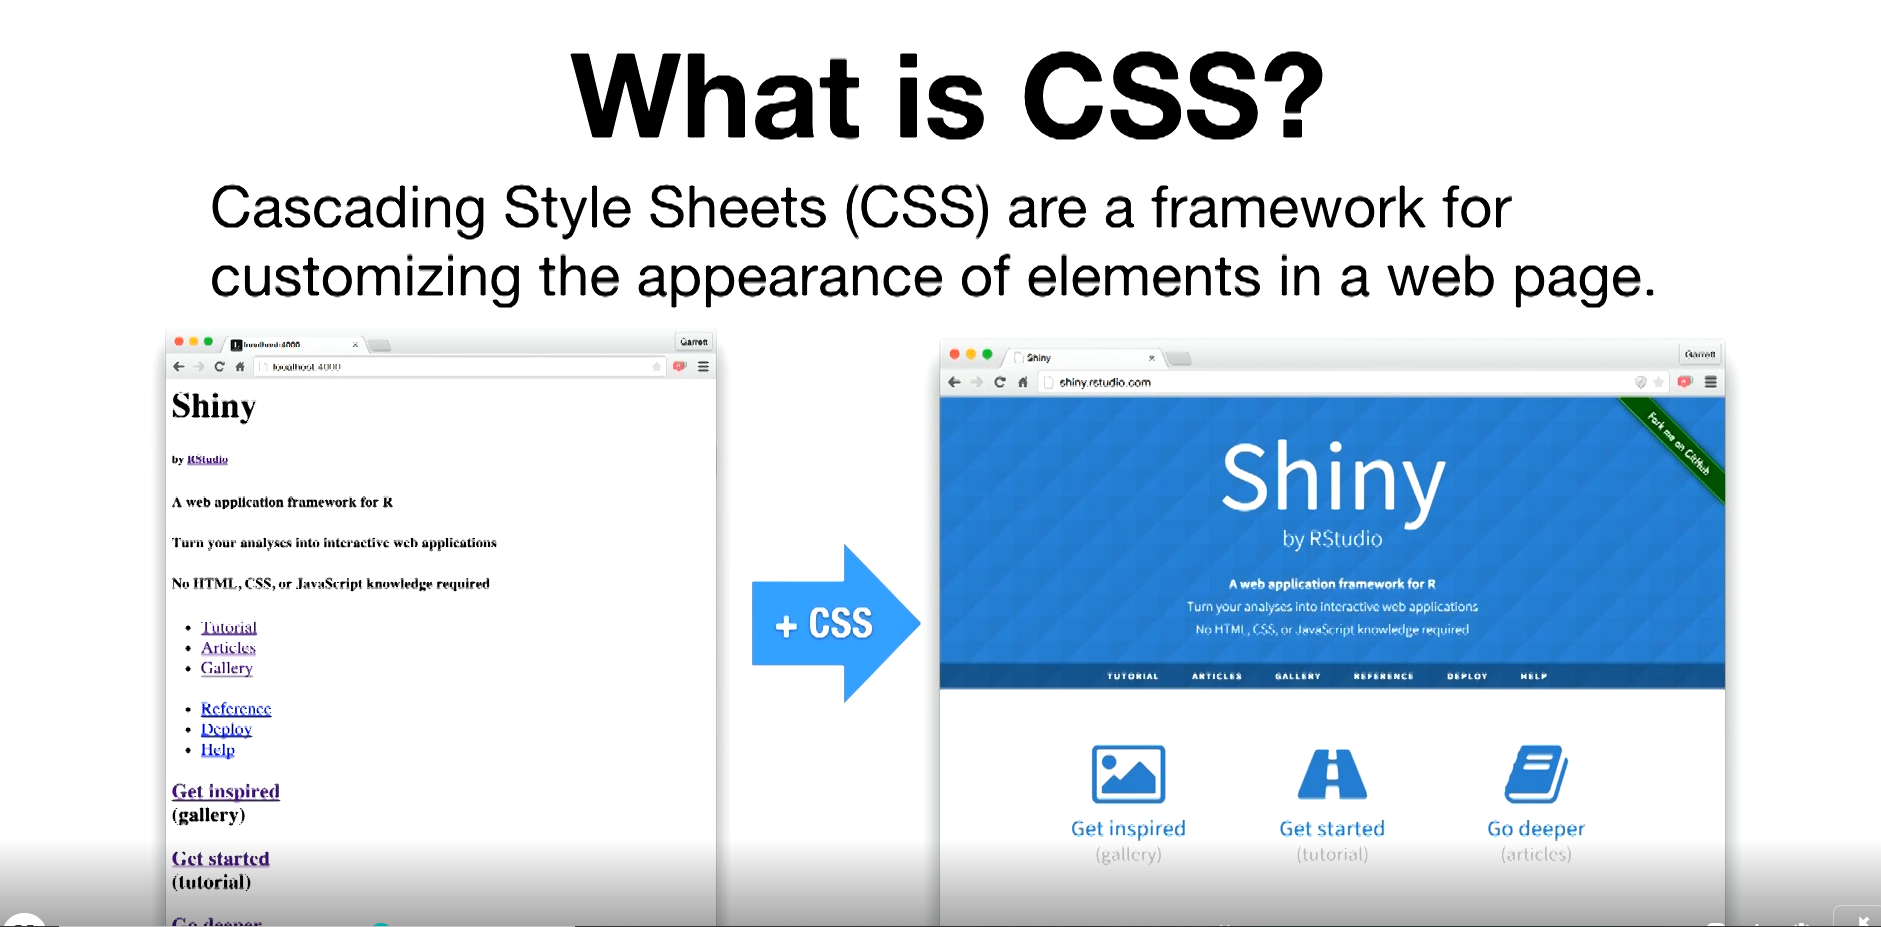 What is CSS?
Cascading Style Sheets (CSS) are a framework for
customizing the appearance of elements in a web page.
localhost:4000
Garrett
localhost:4000
Shiny
by RStudio
A web application framework for R
Turn your analyses into interactive web applications
No HTML, CSS, or JavaScript knowledge required
Tutorial
Articles
Gallery
Reference
Deploy
Help
Get inspired
(gallery)
Get started
(tutorial)
Go deeper
+ CSS
Shiny
Garrett
shiny.rstudio.com
Fork me on GitHub
Shiny
by RStudio
A web application framework for R
Turn your analyses into interactive web applications
No HTML, CSS, or JavaScript knowledge required
TUTORIAL ARTICLES GALLERY REFERENCE DEPLOY HELP
Get inspired
(gallery)
Get started
(tutorial)
Go deeper
(articles)